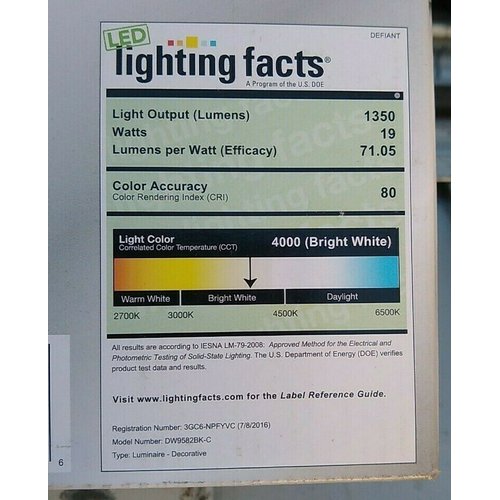 DEFIANT
LED
lighting facts®
A Program of the U.S. DOE
Light Output (Lumens) 1350
Watts 19
Lumens per Watt (Efficacy) 71.05
Color Accuracy 80
Color Rendering Index (CRI)
Light Color 4000 (Bright White)
Correlated Color Temperature (CCT)
Warm White Bright White Daylight
2700K 3000K 4500K 6500K
All results are according to IESNA LM-79-2008: Approved Method for the Electrical and
Photometric Testing of Solid-State Lighting. The U.S. Department of Energy (DOE) verifies
product test data and results.
Visit www.lightingfacts.com for the Label Reference Guide.
Registration Number: 3GC6-NPFYVC (7/8/2016)
Model Number: DW9582BK-C
Type: Luminaire - Decorative
6